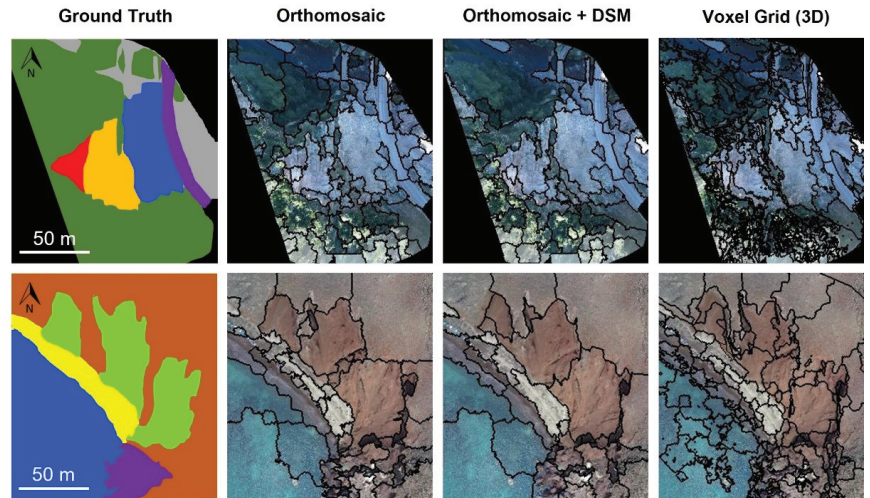 Ground Truth
Orthomosaic
Orthomosaic + DSM
Voxel Grid (3D)
N
50 m
N
50 m